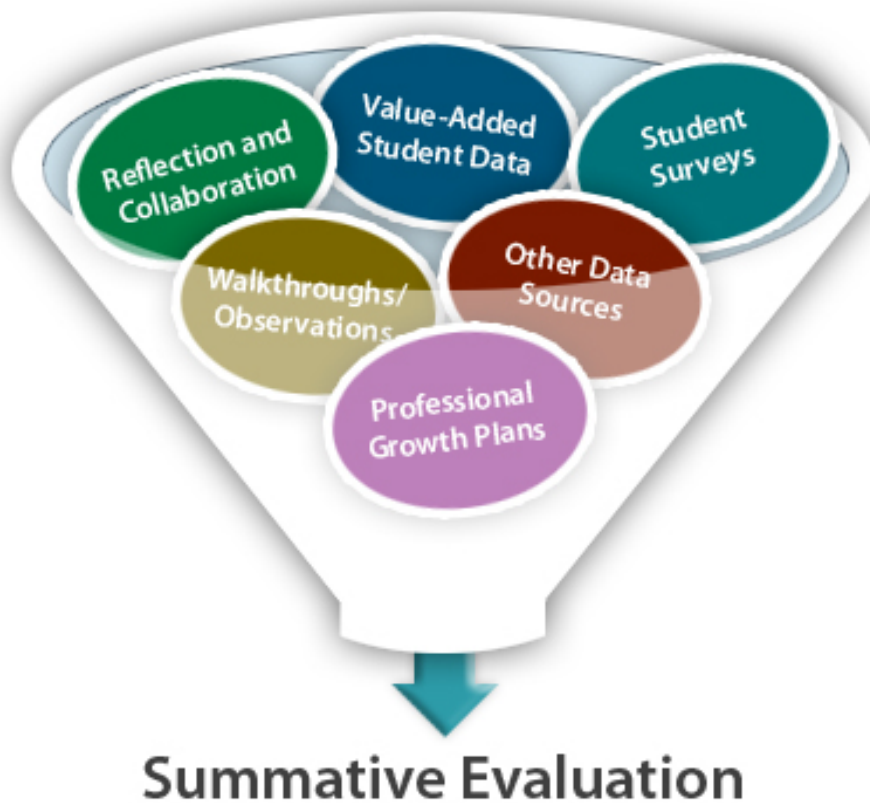 Reflection and
Collaboration
Value-Added
Student Data
Student
Surveys
Walkthroughs/
Observations
Other Data
Sources
Professional
Growth Plans
Summative Evaluation